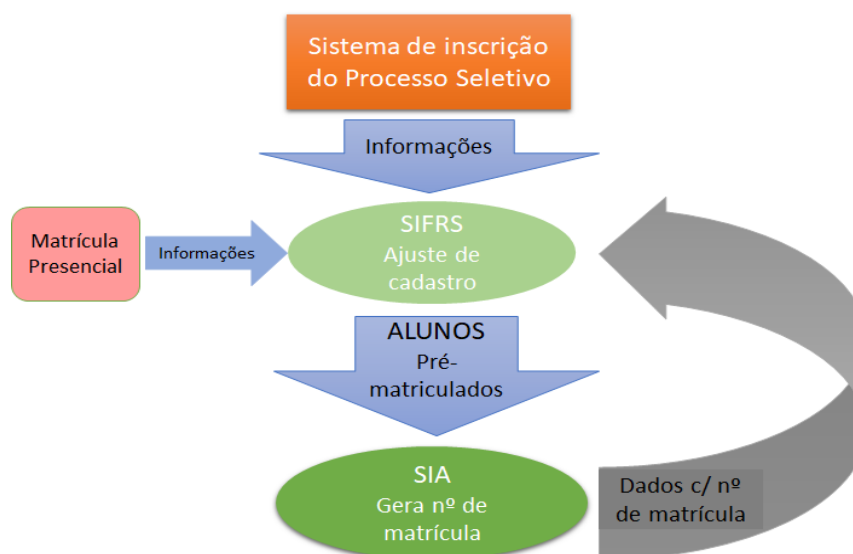 Sistema de inscrição
do Processo Seletivo
Informações
Matrícula
Presencial
Informações
SIFRS
Ajuste de
cadastro
ALUNOS
Pré-
matriculados
SIA
Gera nº de
matrícula
Dados c/ nº
de matrícula